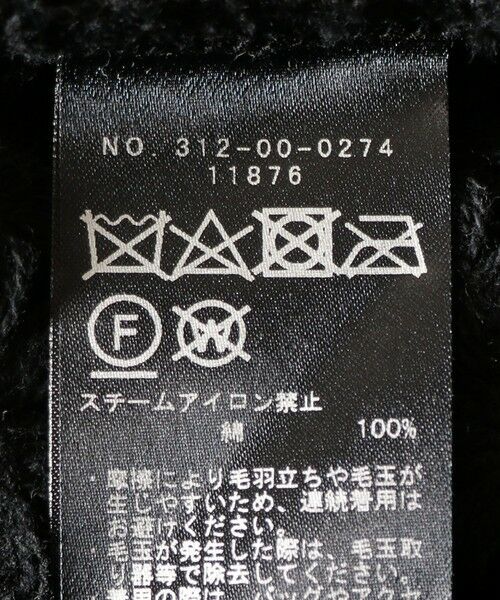 NO. 312-00-0274
11876
F W
スチームアイロン禁止
綿 100%
・摩擦により毛羽立ちや毛玉が
生じやすいため、連続着用は
お避けください。
・毛玉が発生した際は、毛玉取
り器等で除去してください。